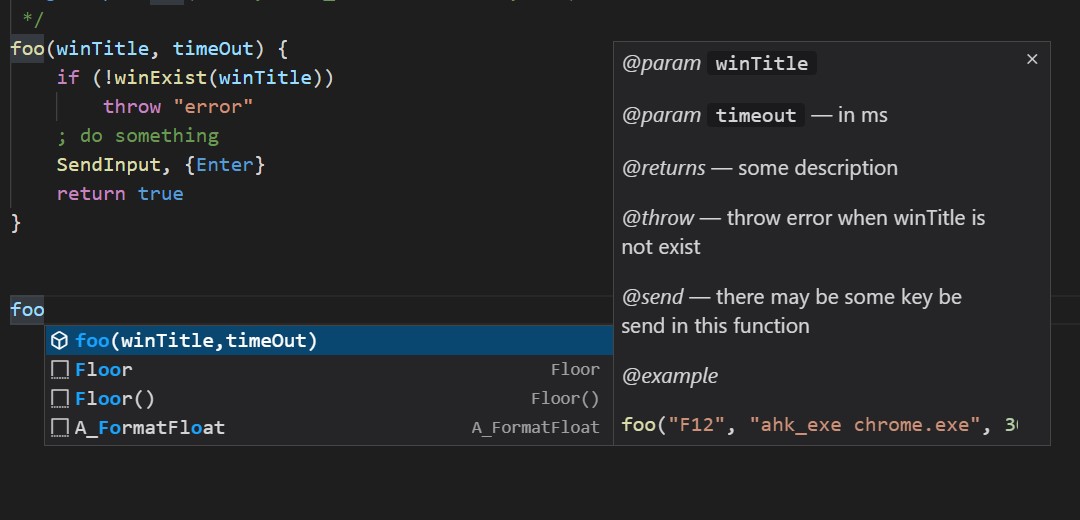 */
foo(winTitle, timeOut) {
if (!winExist(winTitle))
throw "error"
; do something
SendInput, {Enter}
return true
}
foo
foo(winTitle,timeOut)
Floor Floor
Floor() Floor()
A_FormatFloat A_FormatFloat
@param winTitle
@param timeout — in ms
@returns — some description
@throw — throw error when winTitle is
not exist
@send — there may be some key be
send in this function
@example
foo("F12", "ahk_exe chrome.exe",